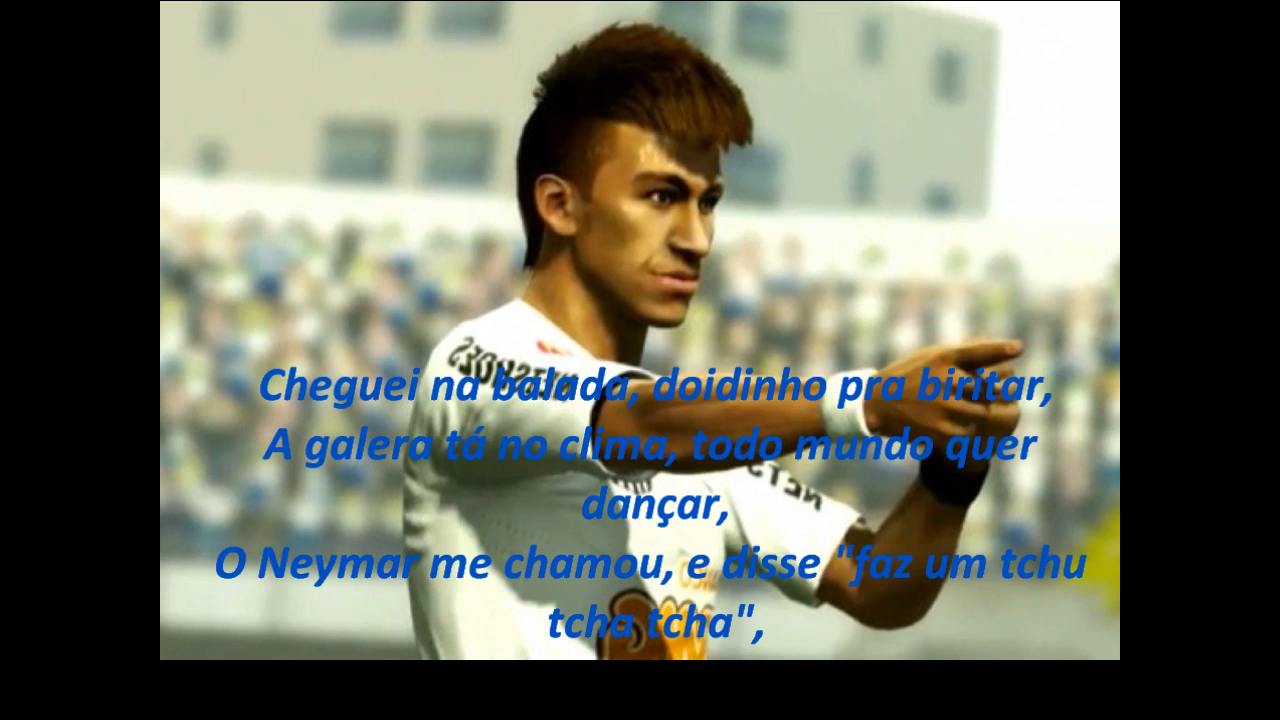 Cheguei na balada, doidinho pra biritar,
A galera tá no clima, todo mundo quer
dançar,
O Neymar me chamou, e disse "faz um tchu
tcha tcha",